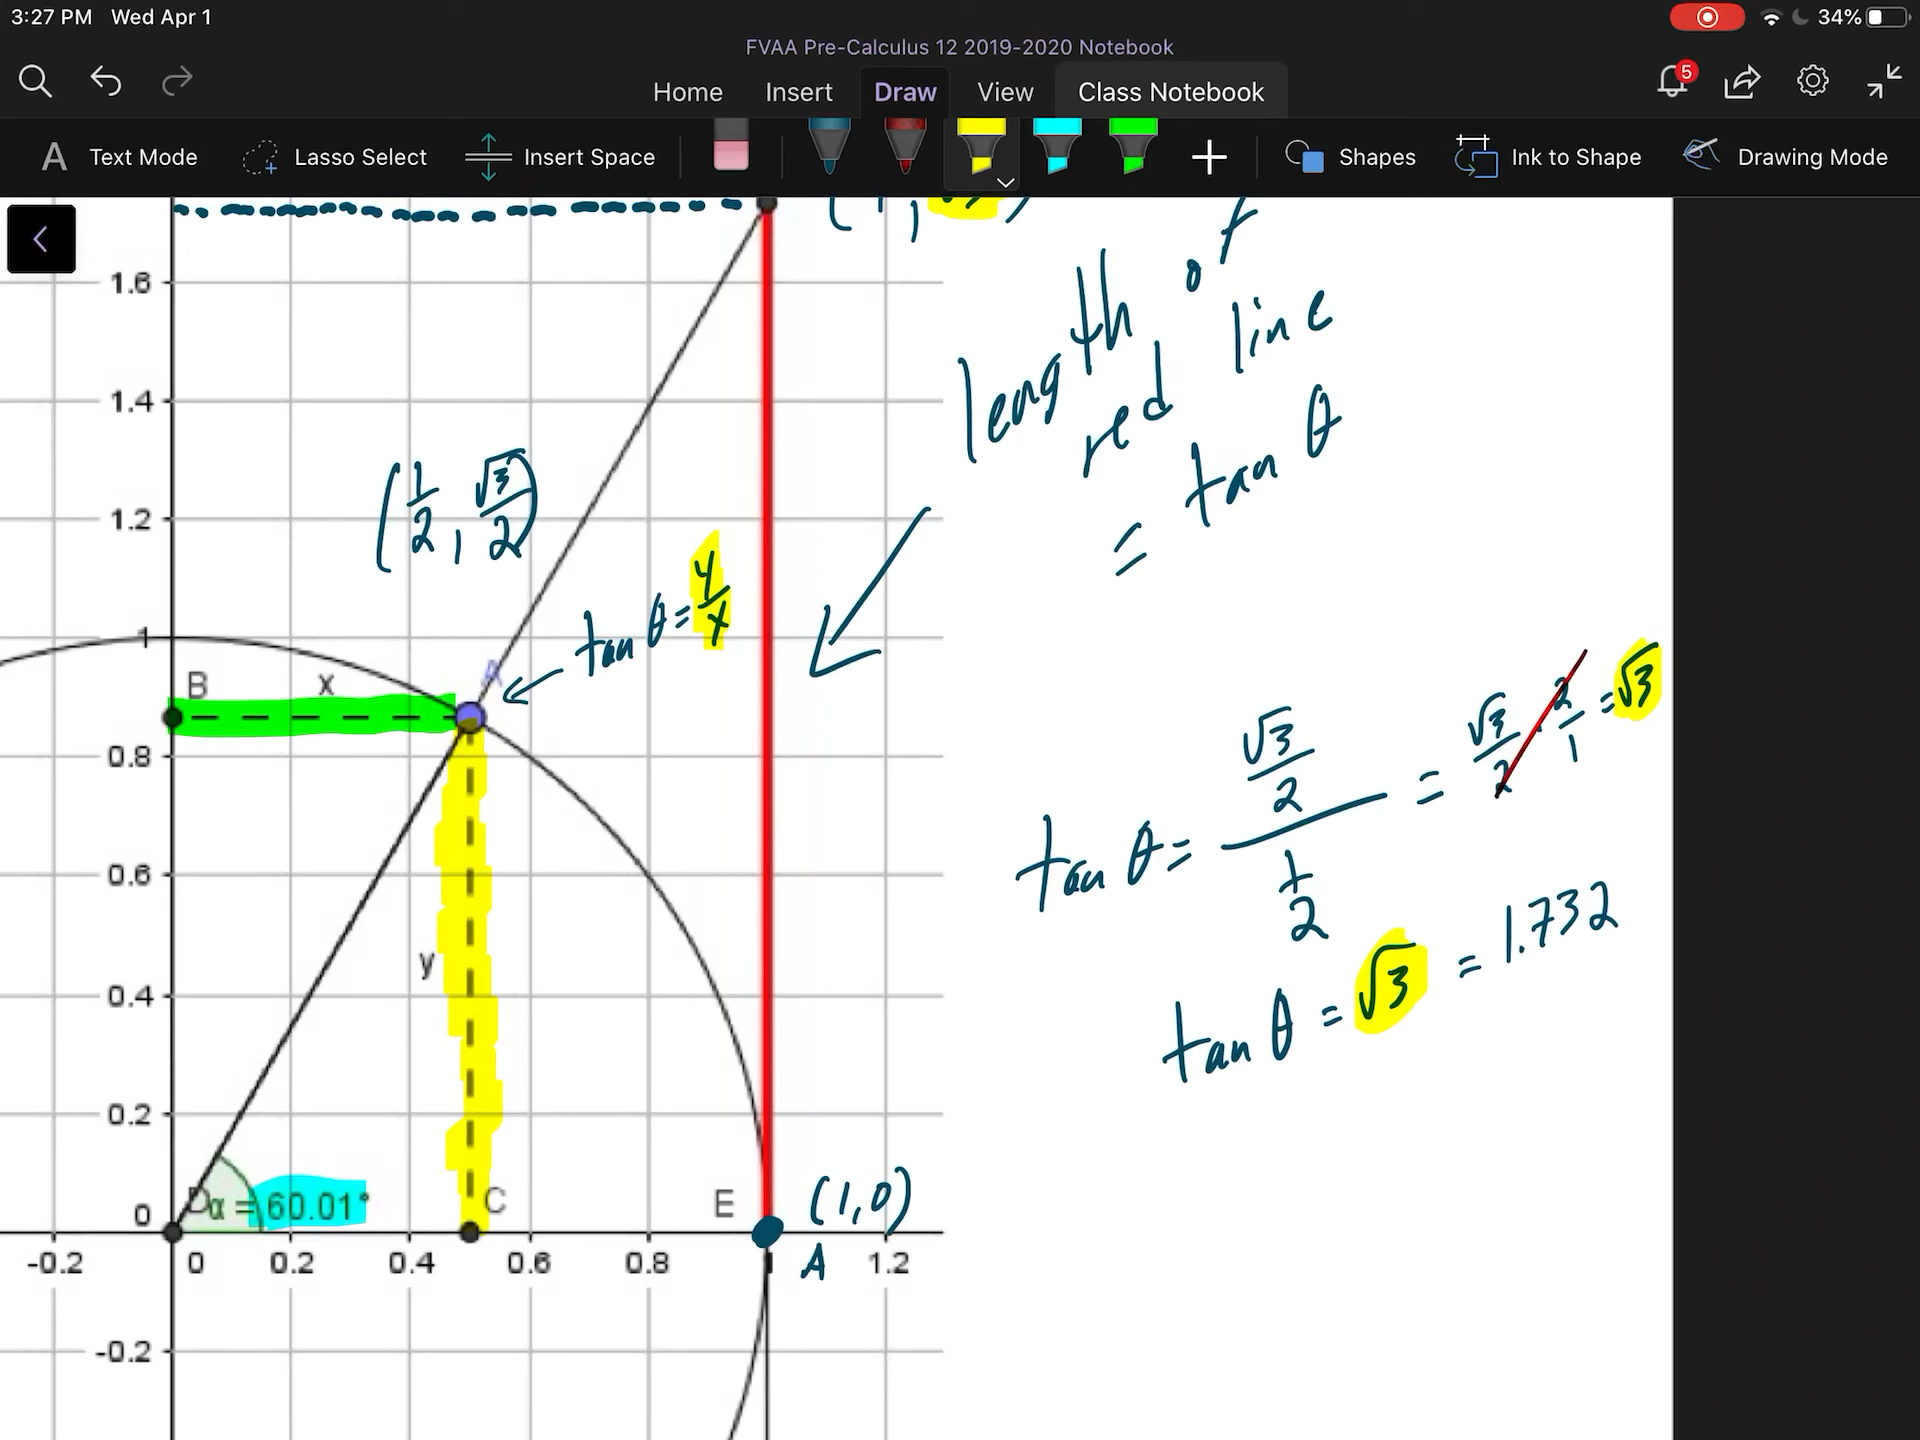 3:27 PM Wed Apr 1
34%
FVAA Pre-Calculus 12 2019-2020 Notebook
Home Insert Draw View Class Notebook
5
A Text Mode Lasso Select Insert Space Shapes Ink to Shape Drawing Mode
1.6
length of
red line
= tan θ
1.4
(1/2, √3/2)
1.2
tan θ = y/x
1
B x A
tan θ = (√3/2)/(1/2) = √3/2 · 2/1 = √3
0.8
0.6
y
tan θ = √3 = 1.732
0.4
0.2
D α = 60.01° C E (1,0)
0
-0.2 0 0.2 0.4 0.6 0.8 1 A 1.2
-0.2